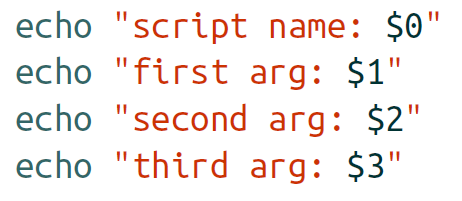 echo "script name: $0"
echo "first arg: $1"
echo "second arg: $2"
echo "third arg: $3"